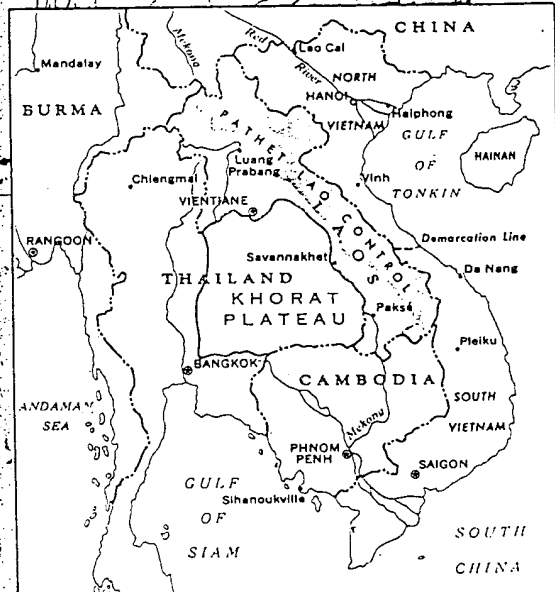 CHINA
Mekong
Red
River
Lao Cai
Mandalay
NORTH
VIETNAM
HANOI
Haiphong
BURMA
PATHET LAO CONTROL
LAOS
GULF
OF
TONKIN
HAINAN
Luang
Prabang
Chiengmai
Vinh
VIENTIANE
RANGOON
Demarcation Line
Savannakhet
Da Nang
THAILAND
KHORAT
PLATEAU
Paksé
Pleiku
BANGKOK
CAMBODIA
ANDAMAN
SEA
SOUTH
VIETNAM
Mekong
PHNOM
PENH
SAIGON
GULF
OF
SIAM
Sihanoukville
SOUTH
CHINA